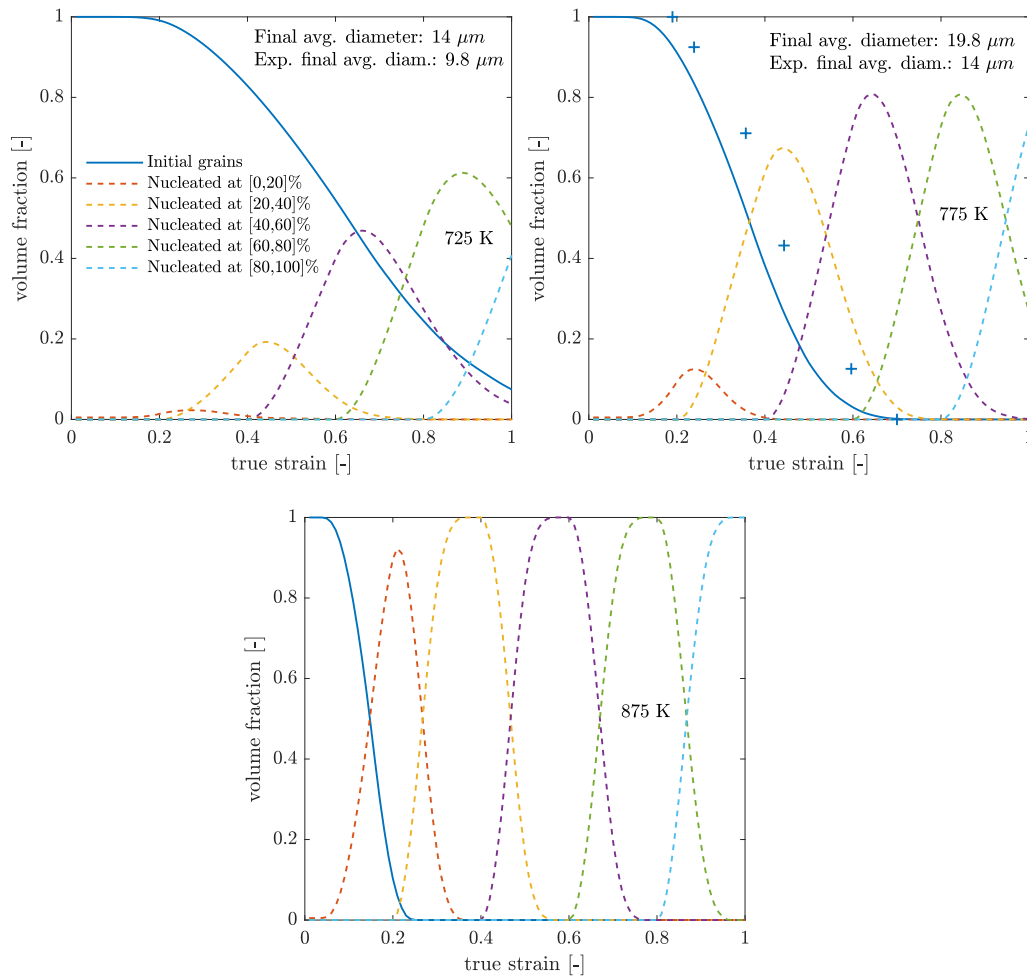 Final avg. diameter: 14 μm
Exp. final avg. diam.: 9.8 μm
1
0.8
0.6
0.4
0.2
0
volume fraction [-]
Initial grains
Nucleated at [0,20]%
Nucleated at [20,40]%
Nucleated at [40,60]%
Nucleated at [60,80]%
Nucleated at [80,100]%
725 K
0 0.2 0.4 0.6 0.8 1
true strain [-]
Final avg. diameter: 19.8 μm
Exp. final avg. diam.: 14 μm
1
0.8
0.6
0.4
0.2
0
volume fraction [-]
775 K
0 0.2 0.4 0.6 0.8 1
true strain [-]
1
0.8
0.6
0.4
0.2
0
volume fraction [-]
875 K
0 0.2 0.4 0.6 0.8 1
true strain [-]